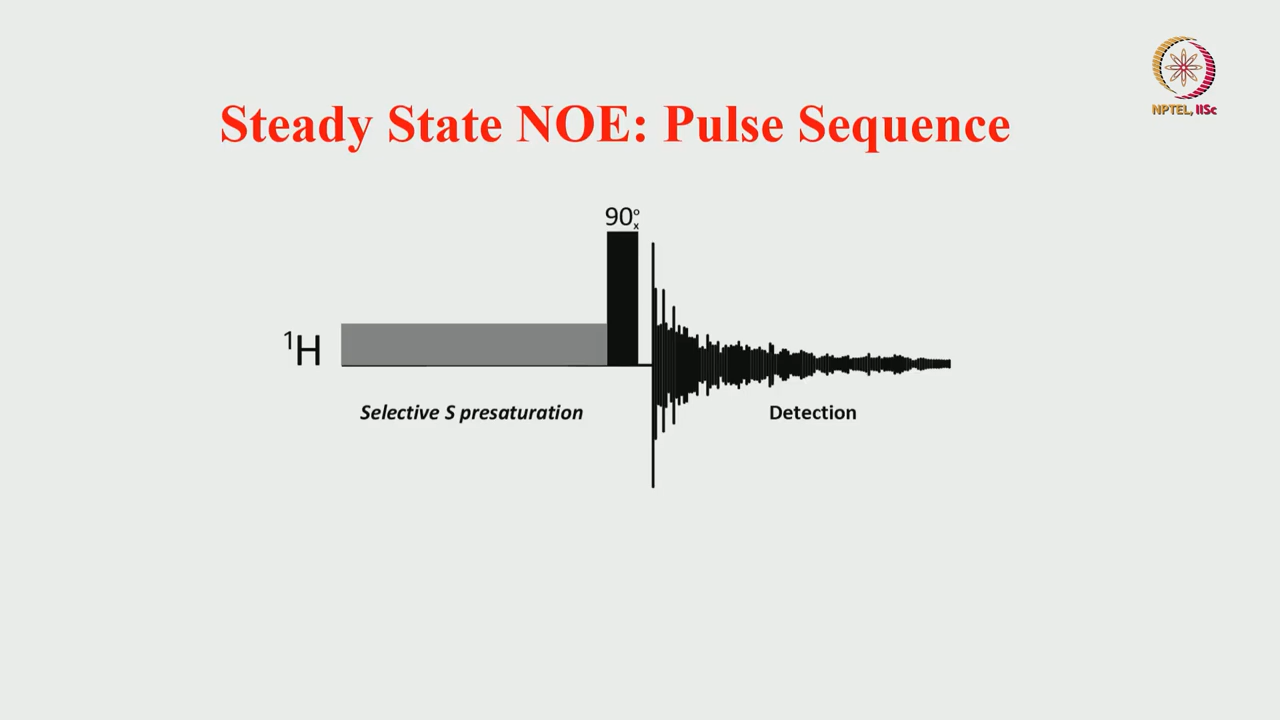 NPTEL, IISc
Steady State NOE: Pulse Sequence
90°x
¹H
Selective S presaturation
Detection